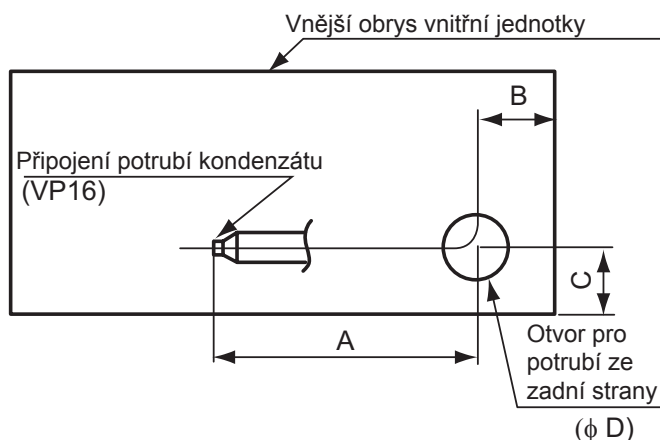 Vnější obrys vnitřní jednotky
B
Připojení potrubí kondenzátu
(VP16)
C
A
Otvor pro
potrubí ze
zadní strany
(ϕ D)